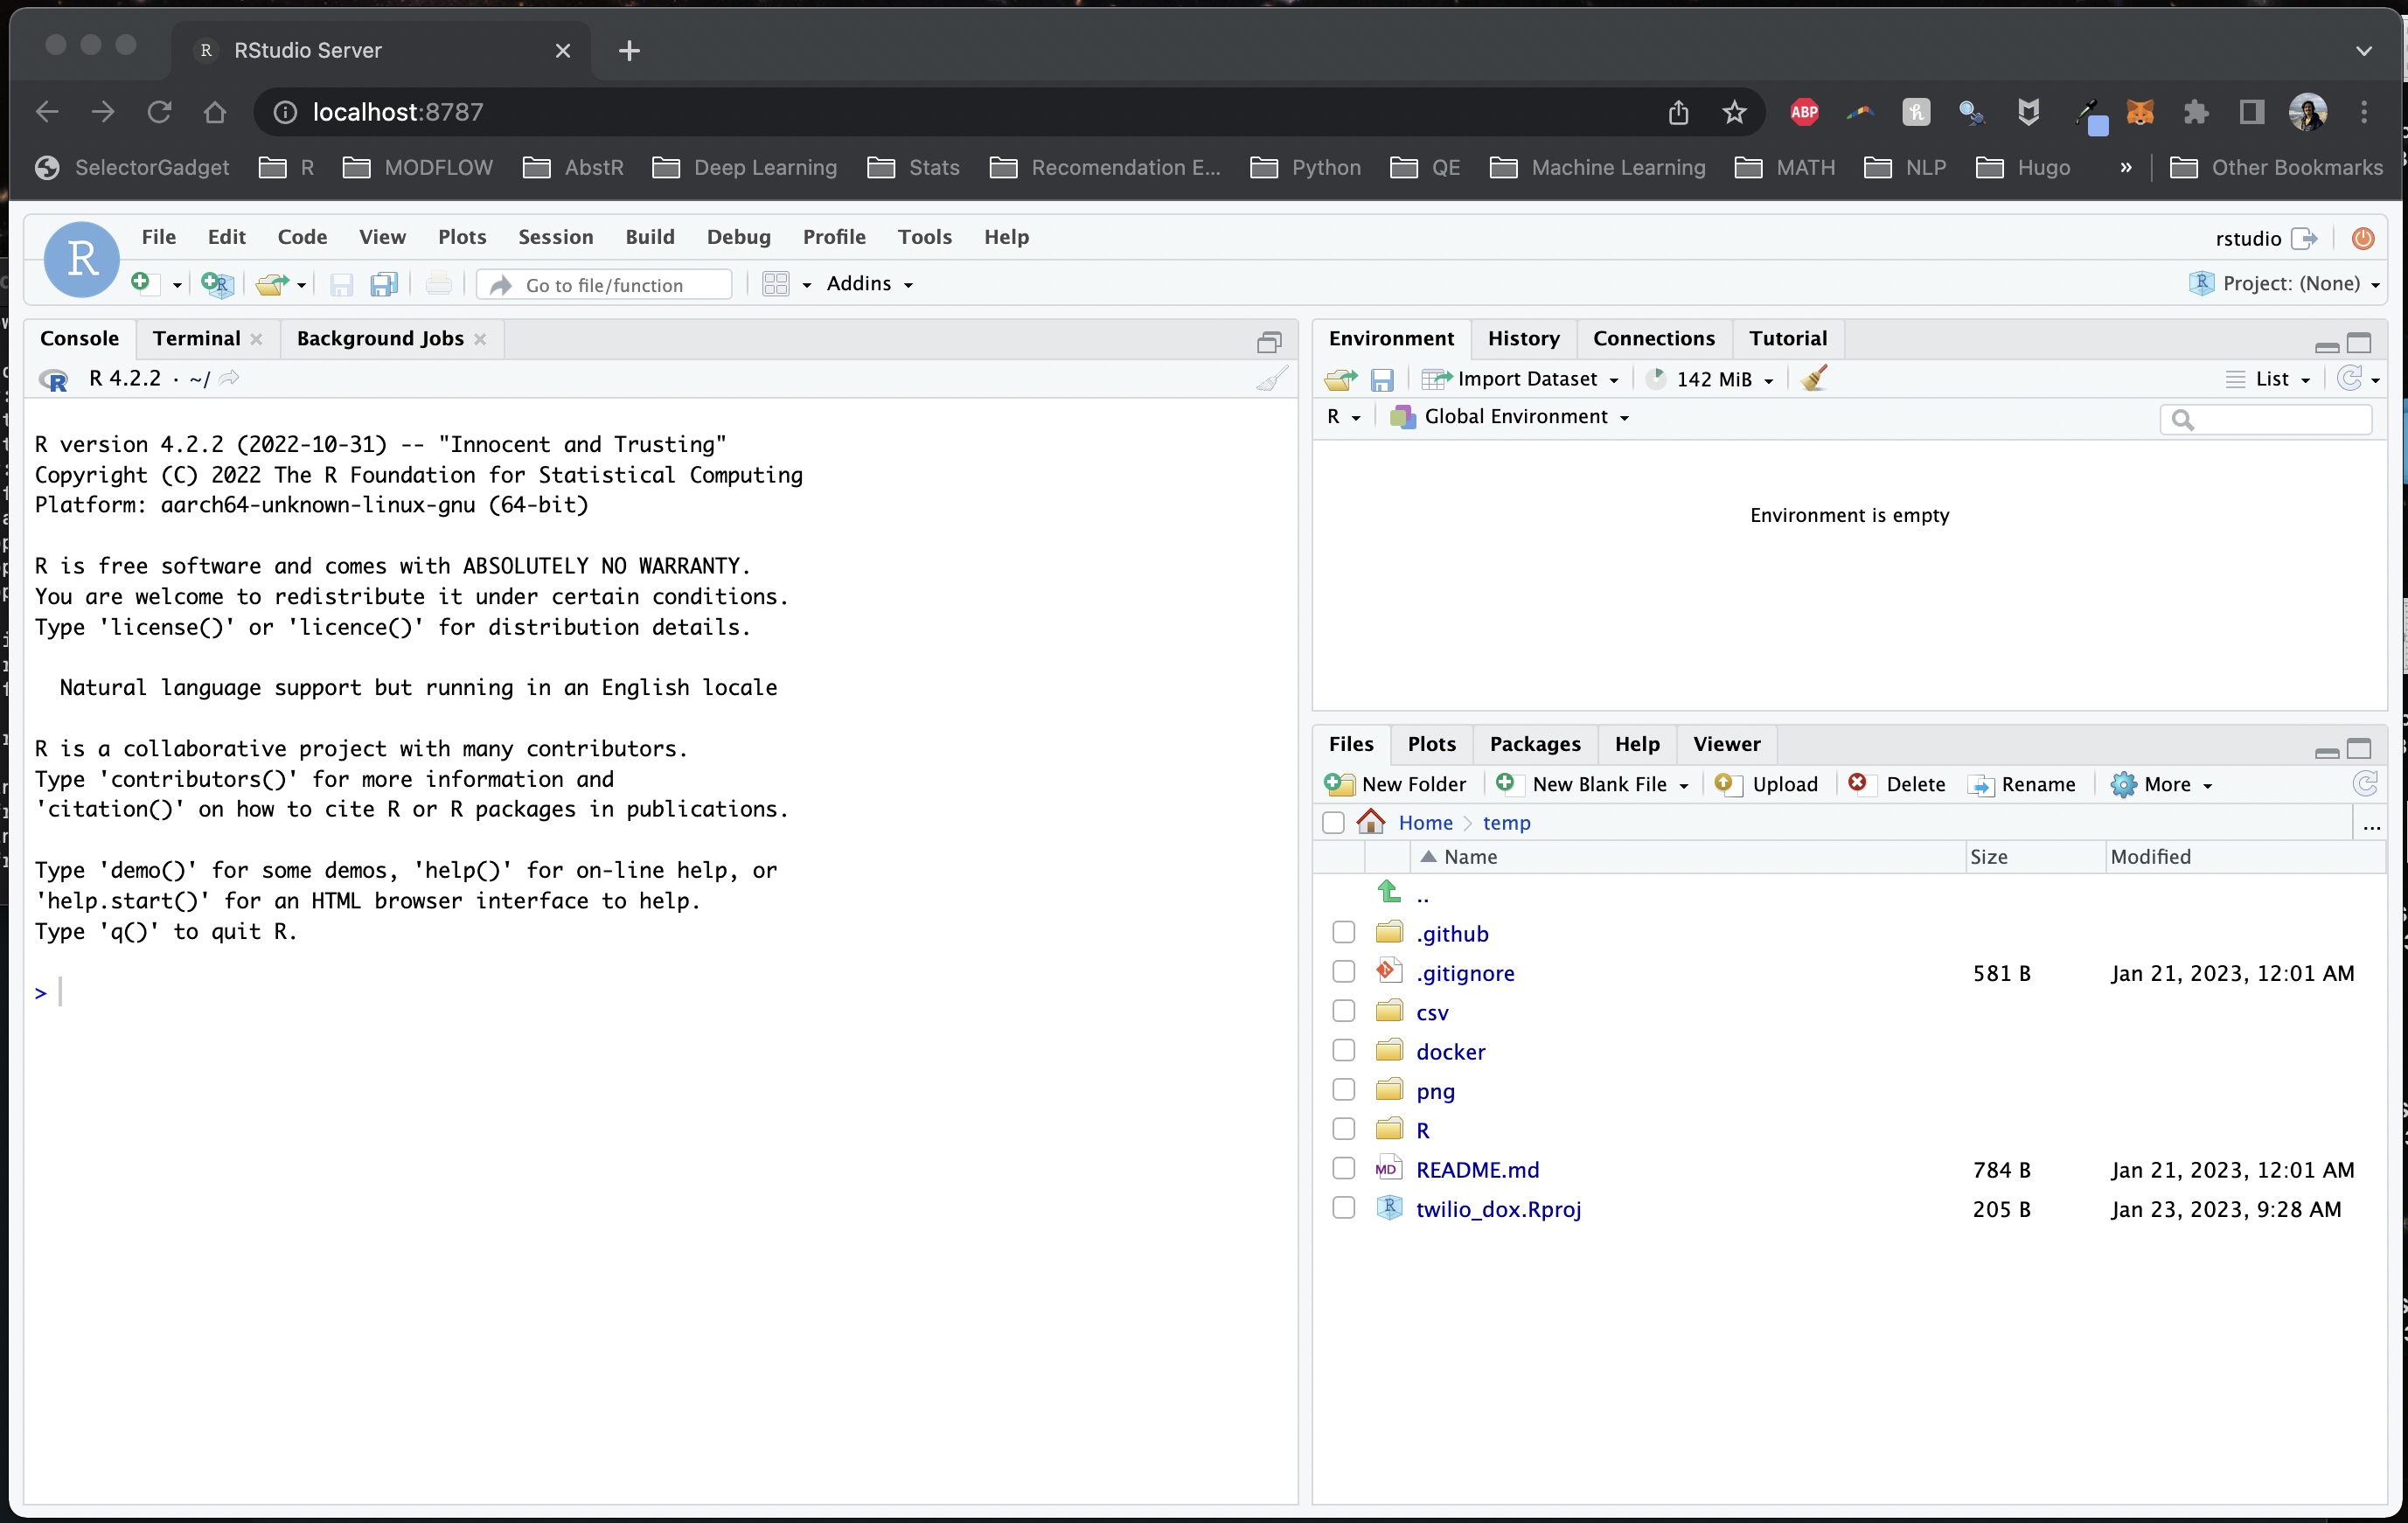 R RStudio Server
localhost:8787
ABP
SelectorGadget R MODFLOW AbstR Deep Learning Stats Recomendation E... Python QE Machine Learning MATH NLP Hugo » Other Bookmarks
R File Edit Code View Plots Session Build Debug Profile Tools Help rstudio
Go to file/function Addins Project: (None)
Console Terminal Background Jobs
R 4.2.2 · ~/
R version 4.2.2 (2022-10-31) -- "Innocent and Trusting"
Copyright (C) 2022 The R Foundation for Statistical Computing
Platform: aarch64-unknown-linux-gnu (64-bit)
R is free software and comes with ABSOLUTELY NO WARRANTY.
You are welcome to redistribute it under certain conditions.
Type 'license()' or 'licence()' for distribution details.
Natural language support but running in an English locale
R is a collaborative project with many contributors.
Type 'contributors()' for more information and
'citation()' on how to cite R or R packages in publications.
Type 'demo()' for some demos, 'help()' for on-line help, or
'help.start()' for an HTML browser interface to help.
Type 'q()' to quit R.
>
Environment History Connections Tutorial
Import Dataset 142 MiB List
R Global Environment
Environment is empty
Files Plots Packages Help Viewer
New Folder New Blank File Upload Delete Rename More
Home temp ...
Name Size Modified
..
.github
.gitignore 581 B Jan 21, 2023, 12:01 AM
csv
docker
png
R
MD README.md 784 B Jan 21, 2023, 12:01 AM
twilio_dox.Rproj 205 B Jan 23, 2023, 9:28 AM